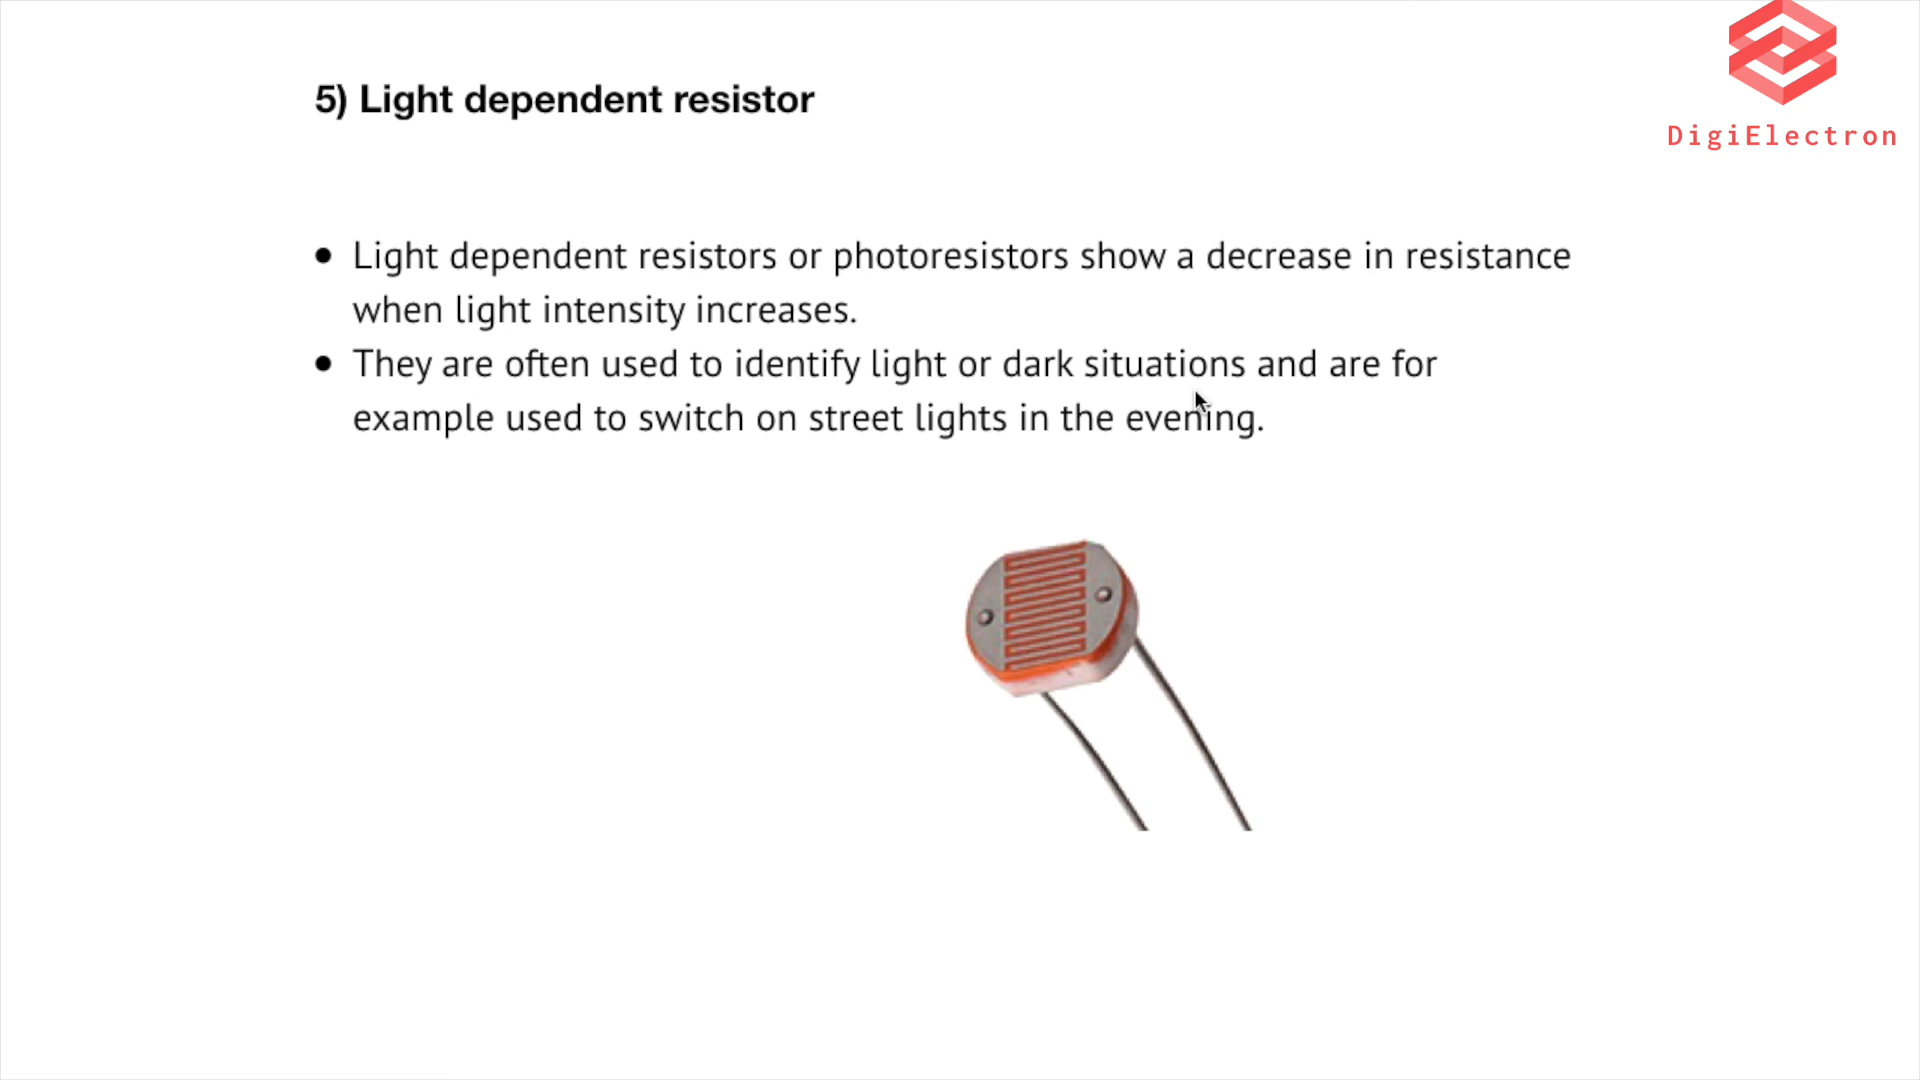 DigiElectron
5) Light dependent resistor
● Light dependent resistors or photoresistors show a decrease in resistance
when light intensity increases.
● They are often used to identify light or dark situations and are for
example used to switch on street lights in the evening.